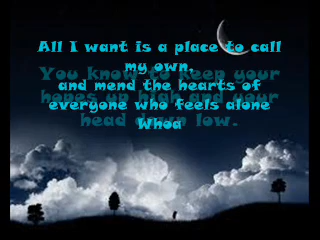 All I want is a place to call
my own,
You know to keep your
and mend the hearts of
hopes up high and your
everyone who feels alone
head down low.
Whoa